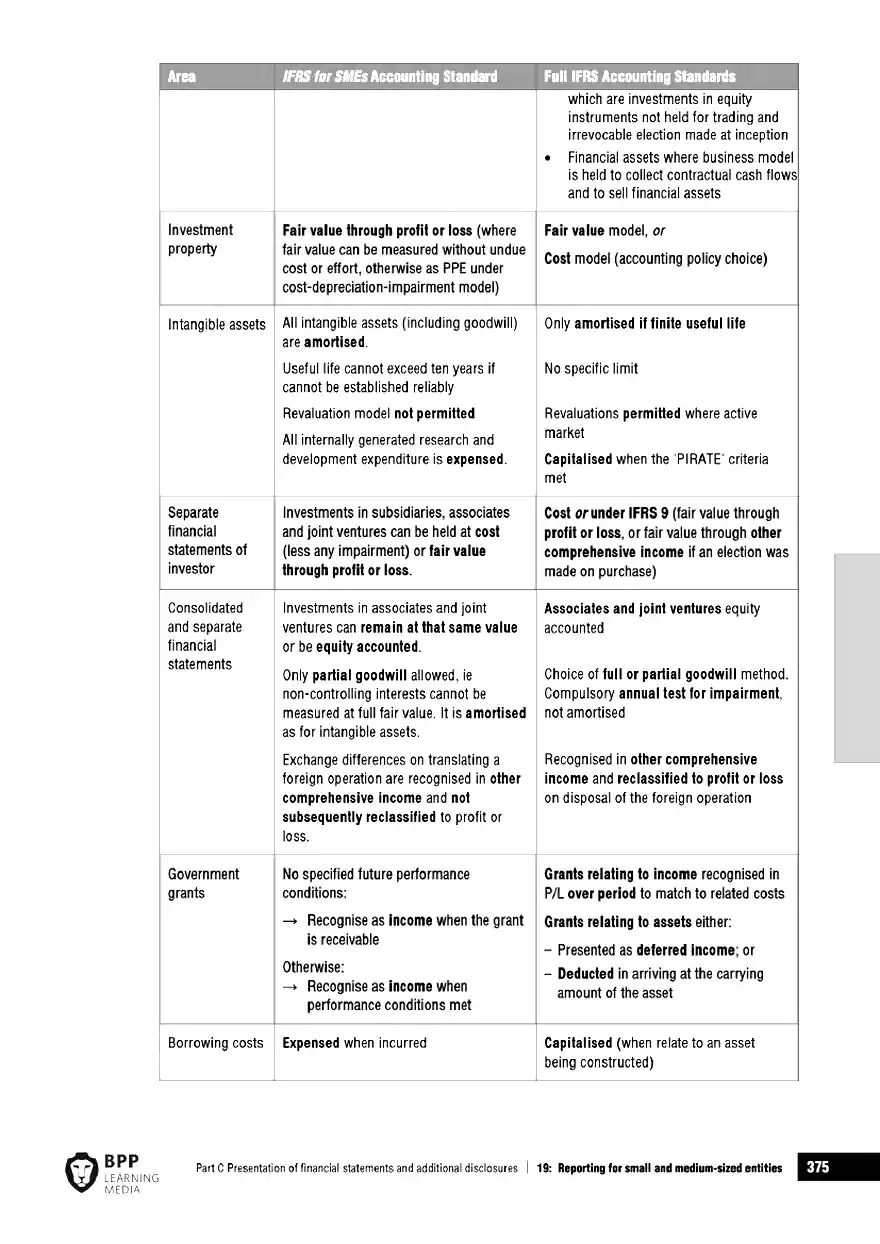 Area
IFRS for SMEs Accounting Standard
Full IFRS Accounting Standards
which are investments in equity
instruments not held for trading and
irrevocable election made at inception
• Financial assets where business model
is held to collect contractual cash flows
and to sell financial assets
Investment
property
Fair value through profit or loss (where
fair value can be measured without undue
cost or effort, otherwise as PPE under
cost-depreciation-impairment model)
Fair value model, or
Cost model (accounting policy choice)
Intangible assets
All intangible assets (including goodwill)
are amortised.
Useful life cannot exceed ten years if
cannot be established reliably
Revaluation model not permitted
All internally generated research and
development expenditure is expensed.
Only amortised if finite useful life
No specific limit
Revaluations permitted where active
market
Capitalised when the 'PIRATE' criteria
met
Separate
financial
statements of
investor
Investments in subsidiaries, associates
and joint ventures can be held at cost
(less any impairment) or fair value
through profit or loss.
Cost or under IFRS 9 (fair value through
profit or loss, or fair value through other
comprehensive income if an election was
made on purchase)
Consolidated
and separate
financial
statements
Investments in associates and joint
ventures can remain at that same value
or be equity accounted.
Only partial goodwill allowed, ie
non-controlling interests cannot be
measured at full fair value. It is amortised
as for intangible assets.
Exchange differences on translating a
foreign operation are recognised in other
comprehensive income and not
subsequently reclassified to profit or
loss.
Associates and joint ventures equity
accounted
Choice of full or partial goodwill method.
Compulsory annual test for impairment,
not amortised
Recognised in other comprehensive
income and reclassified to profit or loss
on disposal of the foreign operation
Government
grants
No specified future performance
conditions:
→ Recognise as income when the grant
is receivable
Otherwise:
→ Recognise as income when
performance conditions met
Grants relating to income recognised in
P/L over period to match to related costs
Grants relating to assets either:
– Presented as deferred income; or
– Deducted in arriving at the carrying
amount of the asset
Borrowing costs
Expensed when incurred
Capitalised (when relate to an asset
being constructed)
BPP
LEARNING
MEDIA
Part C Presentation of financial statements and additional disclosures | 19: Reporting for small and medium-sized entities
375